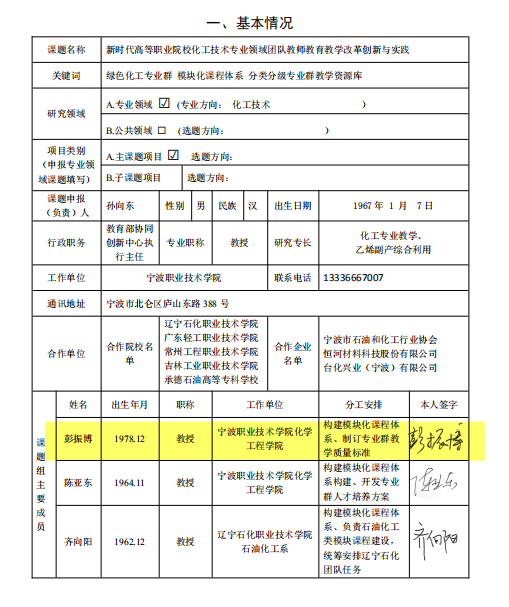 一、基本情况
课题名称 新时代高等职业院校化工技术专业领域团队教师教育教学改革创新与实践
关键词 绿色化工专业群 模块化课程体系 分类分级专业群教学资源库
研究领域
A.专业领域 ☑ (专业方向: 化工技术 )
B.公共领域 □ (选题方向: )
项目类别
(申报专业领
域课题填写)
A.主课题项目 ☑ 选题方向:
B.子课题项目 选题方向:
课题申报
(负责)人
孙向东 性别 男 民族 汉 出生日期 1967 年 1 月 7 日
行政职务
教育部协同
创新中心执
行主任
专业职称 教授 研究专长
化工专业教学、
乙烯副产综合利用
工作单位 宁波职业技术学院 联系电话 13336667007
通讯地址 宁波市北仑区庐山东路 388 号
合作单位
合作院校名
单
辽宁石化职业技术学院
广东轻工职业技术学院
常州工程职业技术学院
吉林工业职业技术学院
承德石油高等专科学校
合作企业
名单
宁波市石油和化工行业协会
恒河材料科技股份有限公司
台化兴业（宁波）有限公司
课
题
组
主
要
成
员
姓名 出生年月 职称 工作单位 分工安排 本人签字
彭振博 1978.12 教授
宁波职业技术学院化学
工程学院
构建模块化课程体
系、制订专业群教
学质量标准
彭振博
陈亚东 1964.11 教授
宁波职业技术学院化学
工程学院
构建模块化课程体
系构建、开发专业
群人才培养方案
陈亚东
齐向阳 1962.12 教授
辽宁石化职业技术学院
石油化工系
构建模块化课程体
系、负责石油化工
类模块课程建设，
统筹安排辽宁石化
团队任务
齐向阳